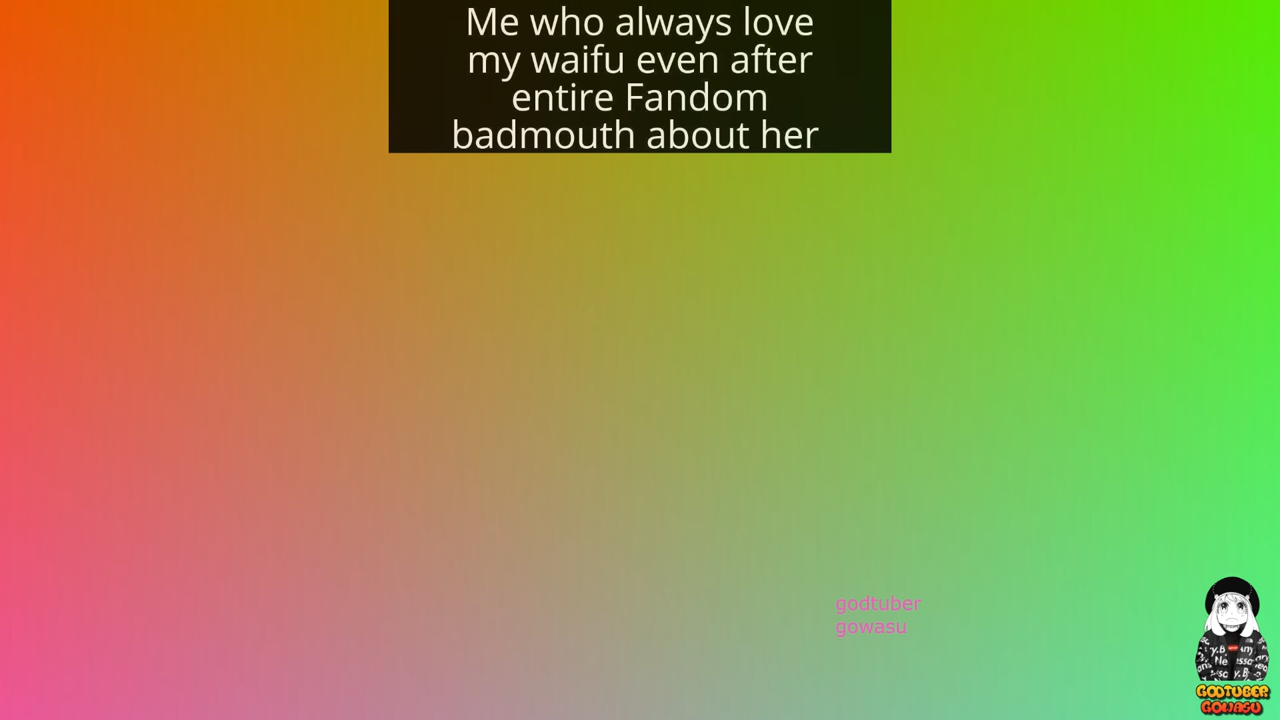 Me who always love
my waifu even after
entire Fandom
badmouth about her
godtuber
gowasu
GODTUBER
GOWASU